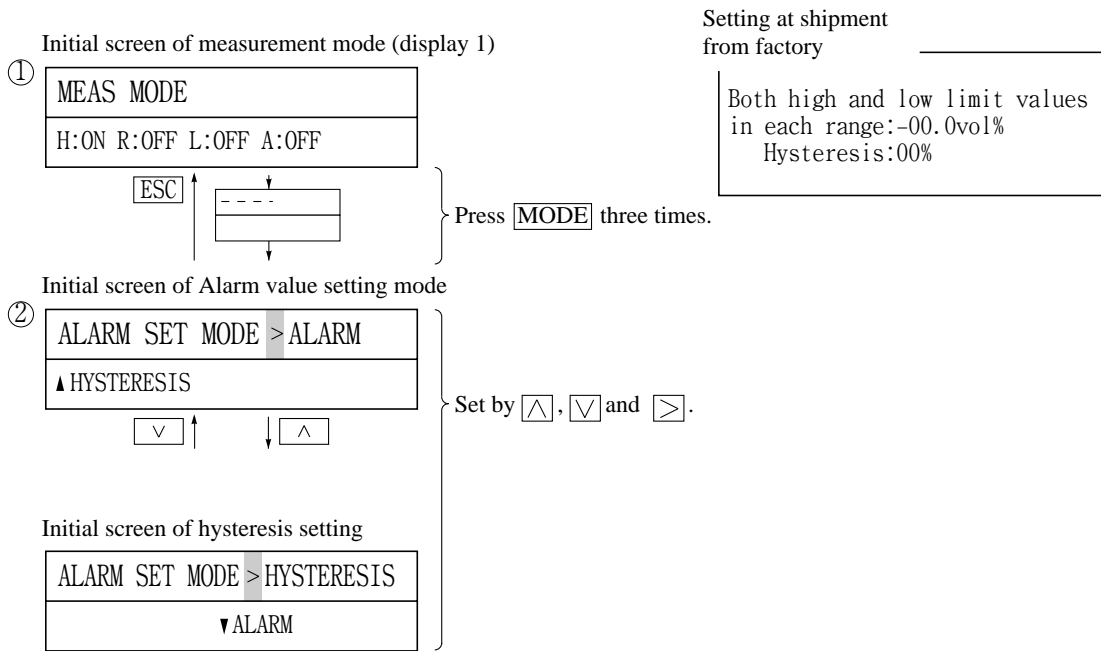 Setting at shipment
from factory
Both high and low limit values
in each range:-00.0vol%
Hysteresis:00%
Initial screen of measurement mode (display 1)
①
MEAS MODE
H:ON R:OFF L:OFF A:OFF
ESC
- - - -
Press MODE three times.
Initial screen of Alarm value setting mode
②
ALARM SET MODE > ALARM
▲HYSTERESIS
∨ ∧
Set by ∧, ∨ and >.
Initial screen of hysteresis setting
ALARM SET MODE >HYSTERESIS
▼ALARM